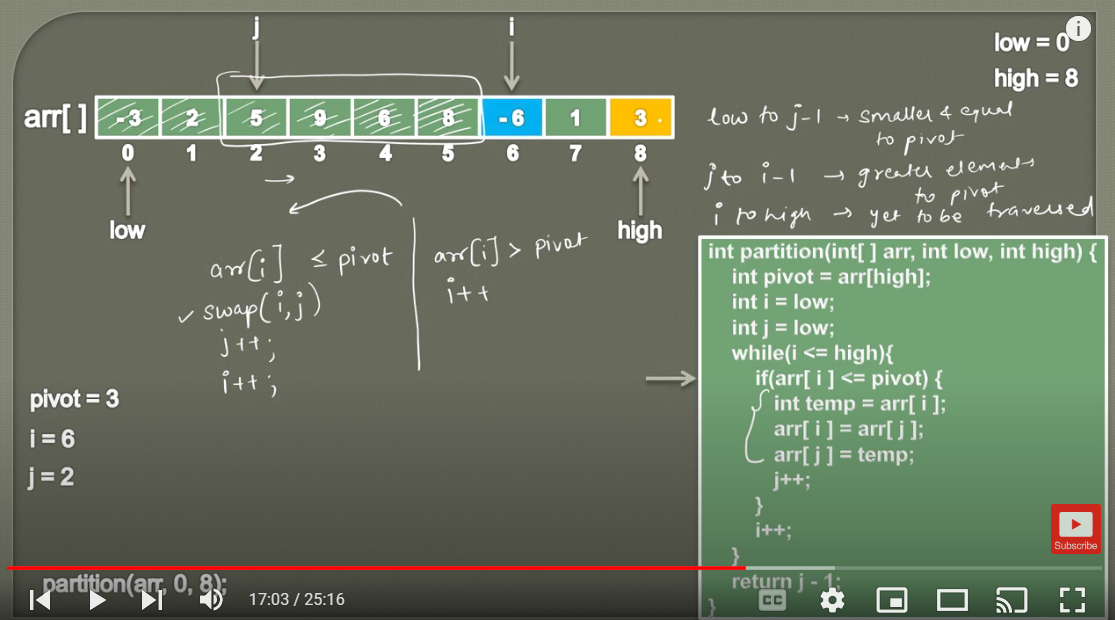 j
i
low = 0
high = 8
arr[ ]
-3 2 5 9 6 8 -6 1 3
0 1 2 3 4 5 6 7 8
low
high
low to j-1 → smaller & equal
to pivot
j to i-1 → greater elements
to pivot
i to high → yet to be traversed
arr[i] ≤ pivot
✓ swap(i,j)
j++;
i++;
arr[i] > pivot
i++
pivot = 3
i = 6
j = 2
int partition(int[ ] arr, int low, int high) {
int pivot = arr[high];
int i = low;
int j = low;
while(i <= high){
if(arr[ i ] <= pivot) {
int temp = arr[ i ];
arr[ i ] = arr[ j ];
arr[ j ] = temp;
j++;
}
i++;
}
return j - 1;
}
Subscribe
partition(arr, 0, 8);
17:03 / 25:16
CC